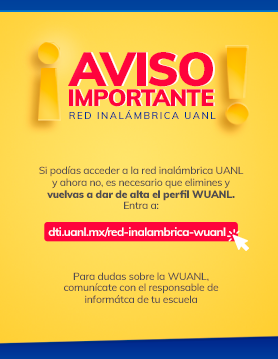 ¡AVISO!
IMPORTANTE
RED INALÁMBRICA UANL
Si podías acceder a la red inalámbrica UANL
y ahora no, es necesario que elimines y
vuelvas a dar de alta el perfil WUANL.
Entra a:
dti.uanl.mx/red-inalambrica-wuanl
Para dudas sobre la WUANL,
comunícate con el responsable de
informátca de tu escuela